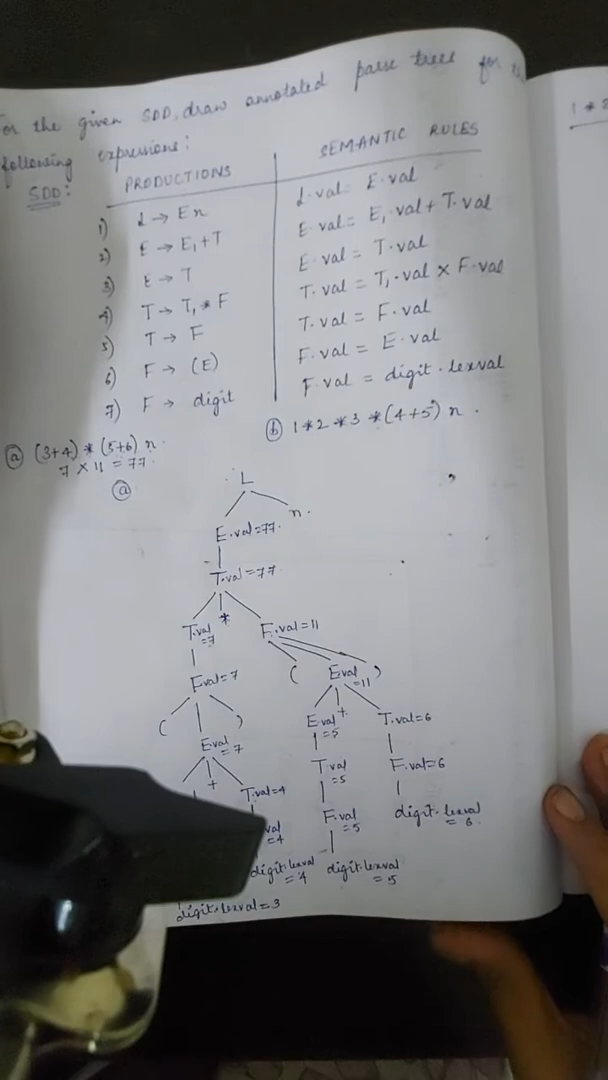 or the given SDD, draw annotated parse trees for
following expressions:
SDD: PRODUCTIONS SEMANTIC RULES
1) L → En L.val = E.val
2) E → E₁+T E.val = E₁.val + T.val
3) E → T E.val = T.val
4) T → T₁ * F T.val = T₁.val × F.val
5) T → F T.val = F.val
6) F → (E) F.val = E.val
7) F → digit F.val = digit.lexval
ⓐ (3+4) * (5+6) n. ⓑ 1*2*3*(4+5) n.
7 × 11 = 77.
ⓐ
L
E.val=77. n.
T.val=77
T.val =7 * F.val=11
F.val=7 ( E.val =11 )
( E.val =7 ) E.val =5 + T.val=6
+ T.val=4 T.val =5 F.val=6
val =4 F.val =5 digit.lexval = 6
digit.lexval = 4 digit.lexval = 5
digit.lexval = 3
1 *